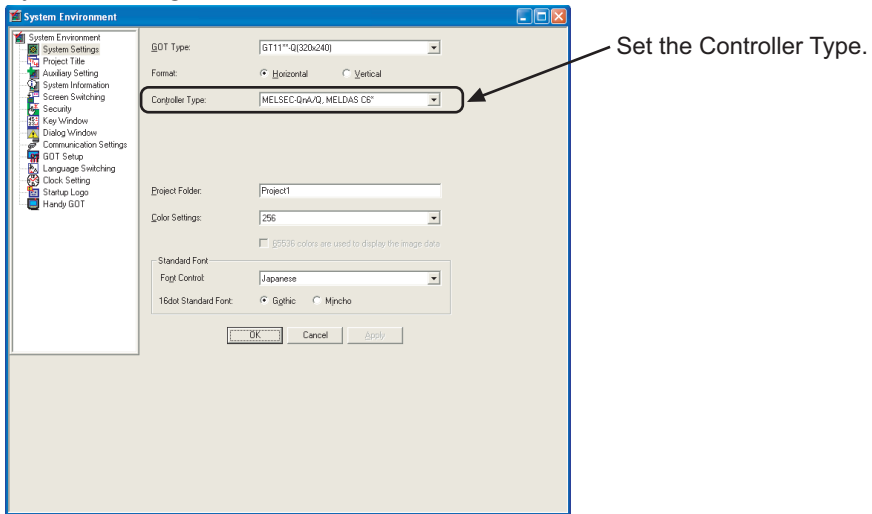 System Environment
System Environment
System Settings
Project Title
Auxiliary Setting
System Information
Screen Switching
Security
Key Window
Dialog Window
Communication Settings
GOT Setup
Language Switching
Clock Setting
Startup Logo
Handy GOT
GOT Type: GT11**-Q(320x240)
Format: Horizontal Vertical
Controller Type: MELSEC-QnA/Q, MELDAS C6*
Project Folder: Project1
Color Settings: 256
65536 colors are used to display the image data
Standard Font
Font Control: Japanese
16dot Standard Font: Gothic Mincho
OK Cancel Apply
Set the Controller Type.